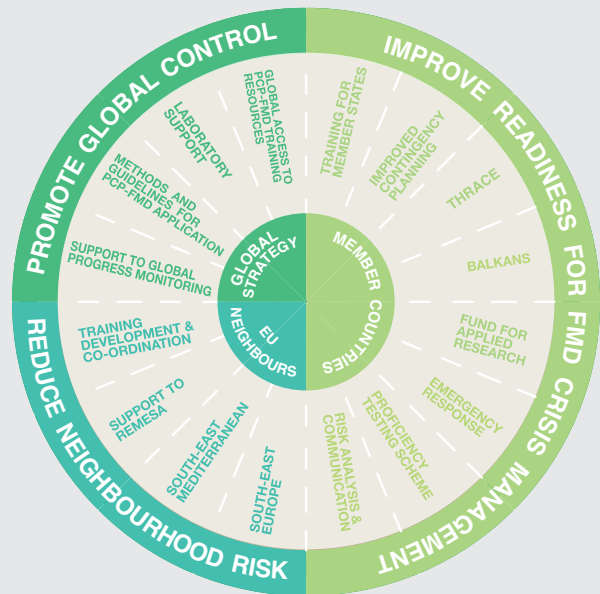 PROMOTE GLOBAL CONTROL
IMPROVE READINESS FOR FMD CRISIS MANAGEMENT
REDUCE NEIGHBOURHOOD RISK
GLOBAL
STRATEGY
MEMBER COUNTRIES
EU
NEIGHBOURS
TRAINING FOR
MEMBER STATES
IMPROVED
CONTINGENCY
PLANNING
THRACE
BALKANS
FUND FOR
APPLIED
RESEARCH
EMERGENCY
RESPONSE
PROFICIENCY
TESTING SCHEME
RISK ANALYSIS &
COMMUNICATION
SOUTH-EAST
EUROPE
SOUTH-EAST
MEDITERRANEAN
SUPPORT TO
REMESA
TRAINING
DEVELOPMENT &
CO-ORDINATION
SUPPORT TO GLOBAL
PROGRESS MONITORING
METHODS AND
GUIDELINES FOR
PCP-FMD APPLICATION
LABORATORY
SUPPORT
GLOBAL ACCESS TO
PCP-FMD TRAINING
RESOURCES